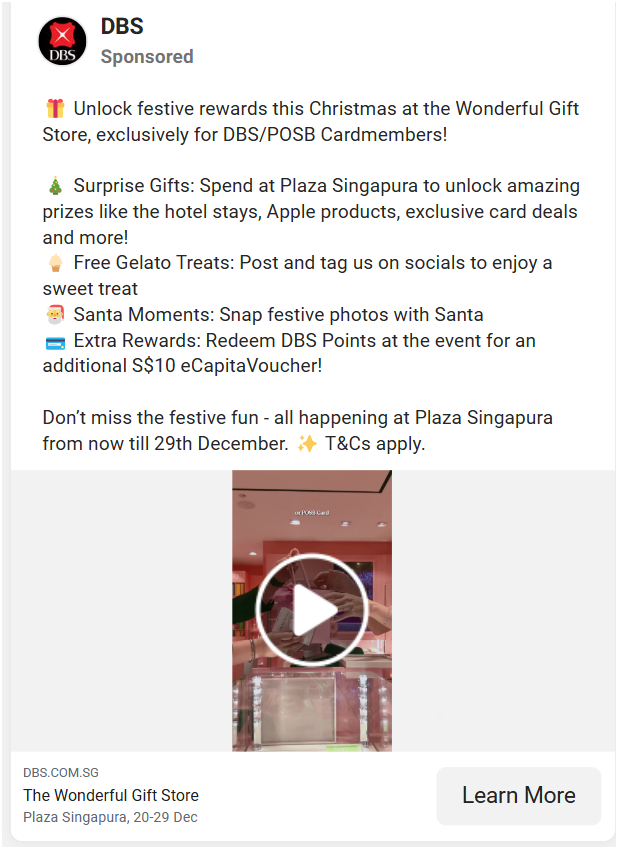 DBS
DBS
Sponsored
🎁 Unlock festive rewards this Christmas at the Wonderful Gift
Store, exclusively for DBS/POSB Cardmembers!
🎄 Surprise Gifts: Spend at Plaza Singapura to unlock amazing
prizes like the hotel stays, Apple products, exclusive card deals
and more!
🍦 Free Gelato Treats: Post and tag us on socials to enjoy a
sweet treat
🎅 Santa Moments: Snap festive photos with Santa
💳 Extra Rewards: Redeem DBS Points at the event for an
additional S$10 eCapitaVoucher!
Don’t miss the festive fun - all happening at Plaza Singapura
from now till 29th December. ✨ T&Cs apply.
or POSB Card
DBS.COM.SG
The Wonderful Gift Store
Plaza Singapura, 20-29 Dec
Learn More